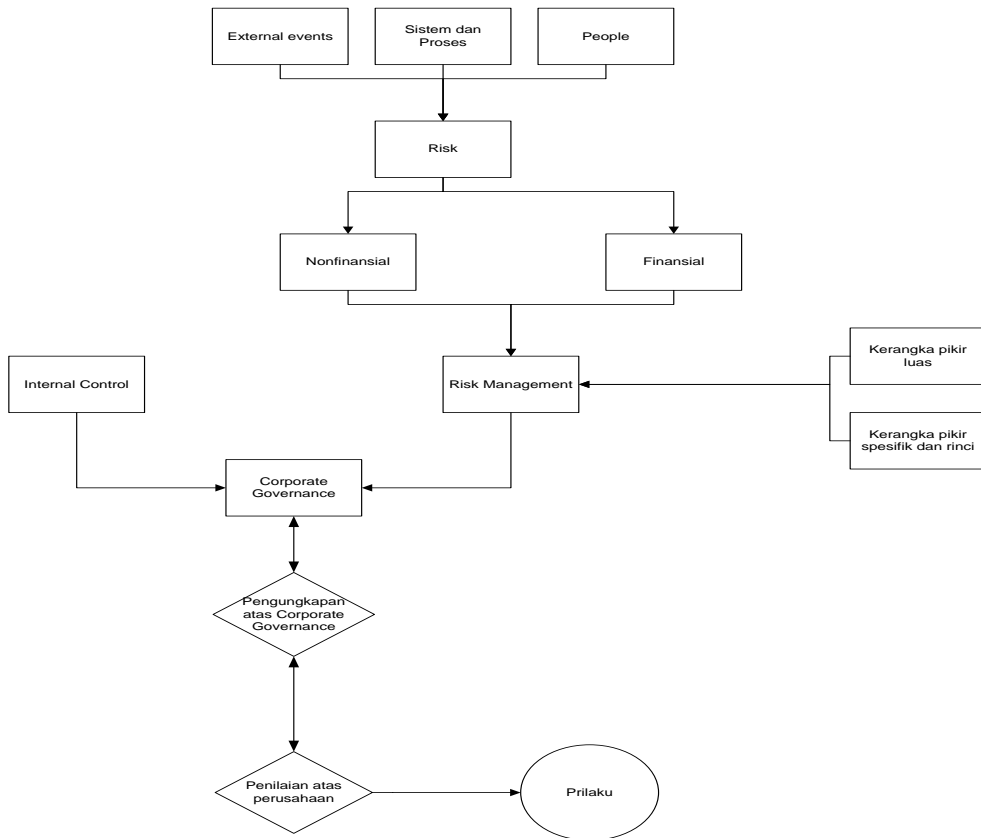 External events
Sistem dan
Proses
People
Risk
Nonfinansial
Finansial
Internal Control
Risk Management
Kerangka pikir
luas
Kerangka pikir
spesifik dan rinci
Corporate
Governance
Pengungkapan
atas Corporate
Governance
Penilaian atas
perusahaan
Prilaku